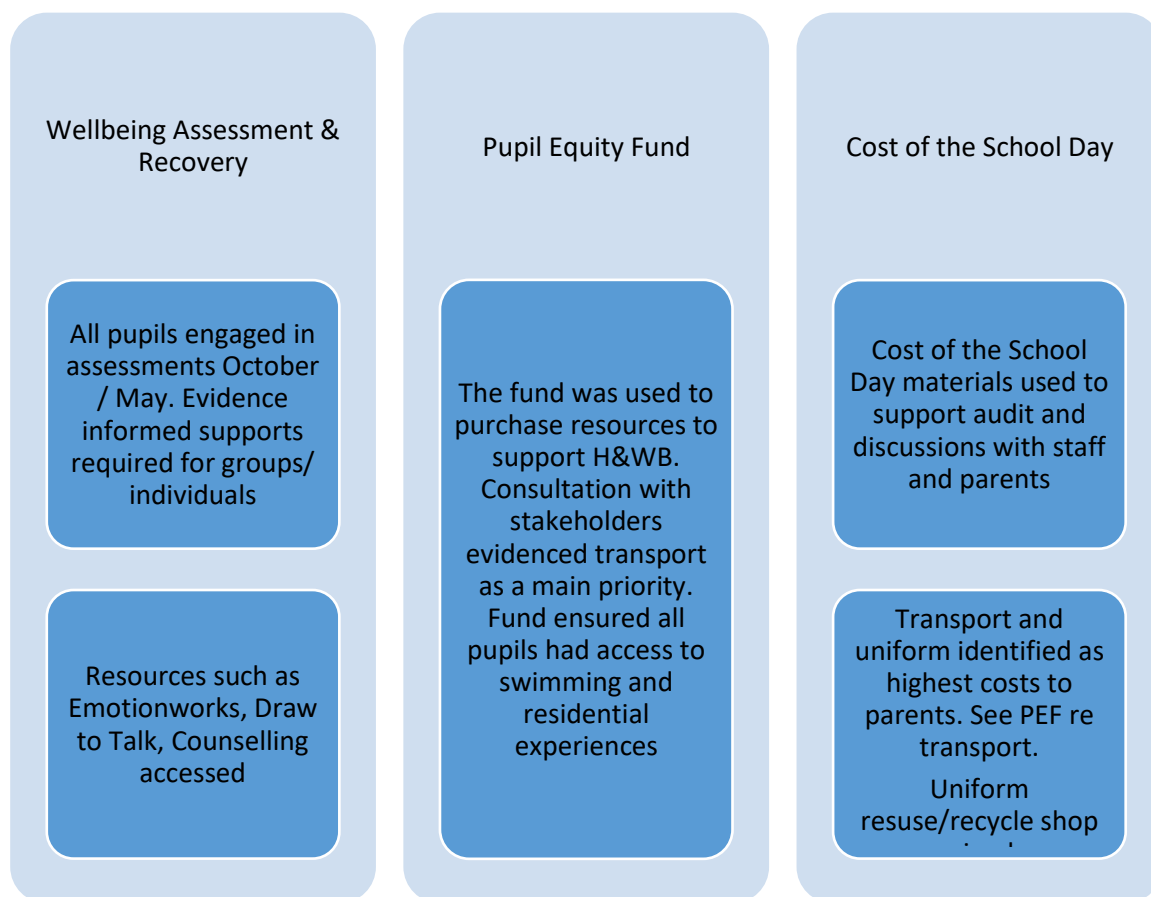 Wellbeing Assessment &
Recovery
All pupils engaged in
assessments October
/ May. Evidence
informed supports
required for groups/
individuals
Resources such as
Emotionworks, Draw
to Talk, Counselling
accessed
Pupil Equity Fund
The fund was used to
purchase resources to
support H&WB.
Consultation with
stakeholders
evidenced transport
as a main priority.
Fund ensured all
pupils had access to
swimming and
residential
experiences
Cost of the School Day
Cost of the School
Day materials used to
support audit and
discussions with staff
and parents
Transport and
uniform identified as
highest costs to
parents. See PEF re
transport.
Uniform
resuse/recycle shop